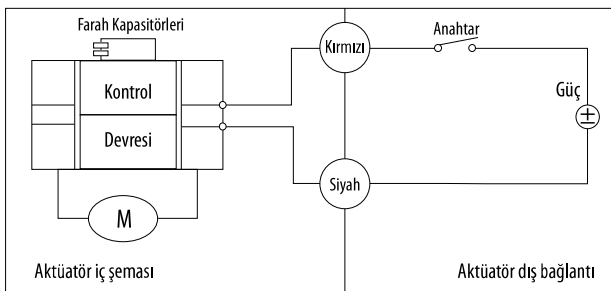 Farah Kapasitörleri
Kırmızı
Anahtar
Kontrol
Güç
Devresi
Siyah
M
Aktüatör iç şeması
Aktüatör dış bağlantı